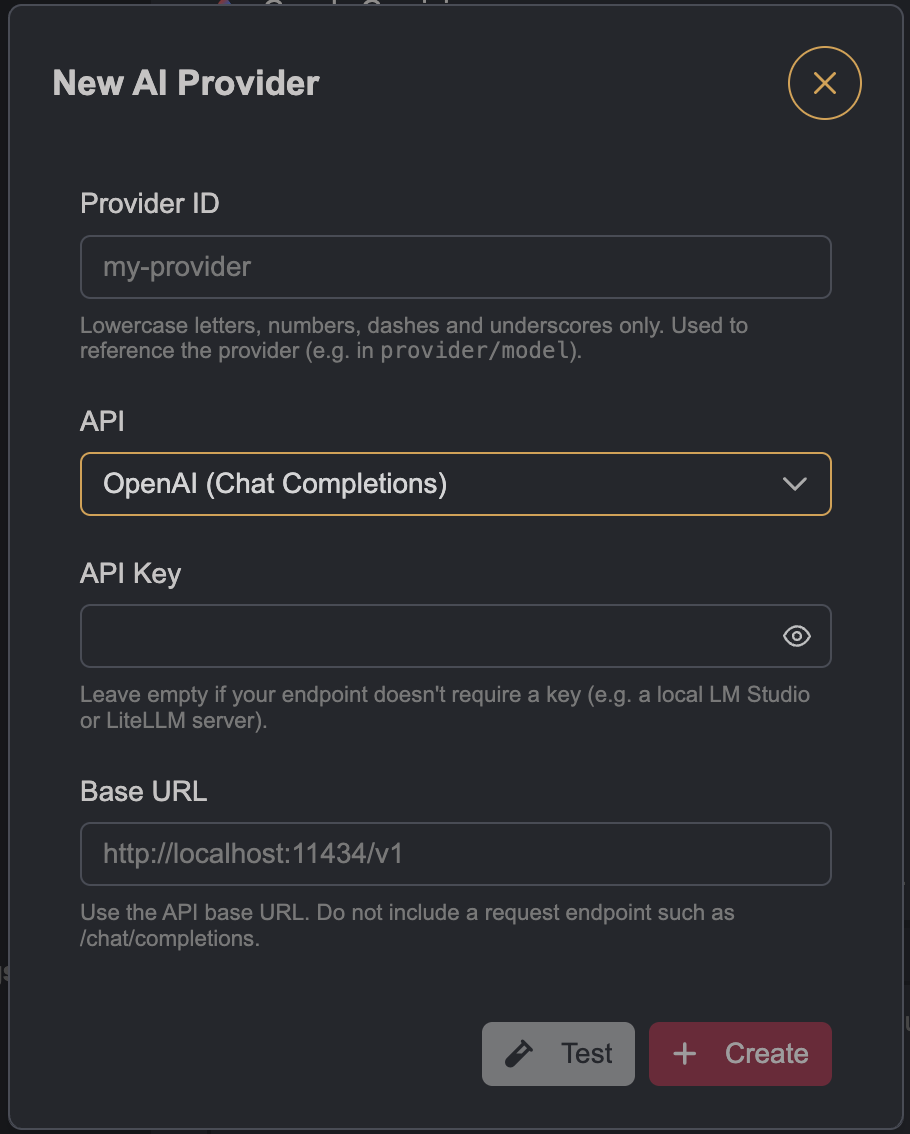 New AI Provider
Provider ID
my-provider
Lowercase letters, numbers, dashes and underscores only. Used to
reference the provider (e.g. in provider/model).
API
OpenAI (Chat Completions)
API Key
Leave empty if your endpoint doesn't require a key (e.g. a local LM Studio
or LiteLLM server).
Base URL
http://localhost:11434/v1
Use the API base URL. Do not include a request endpoint such as
/chat/completions.
Test
Create